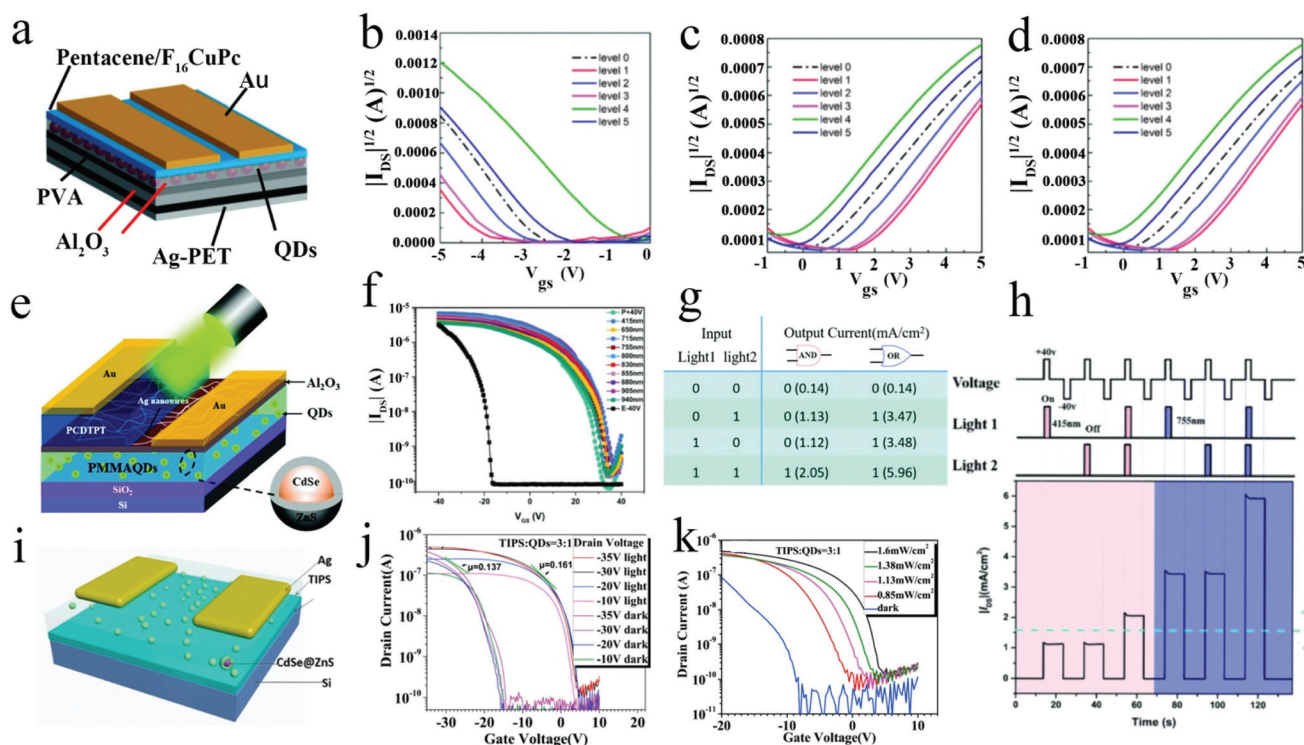 a
Pentacene/F16CuPc
Au
PVA
Al2O3
Ag-PET
QDs
b
|IDS|^1/2 (A)^1/2
0.0014
0.0012
0.0010
0.0008
0.0006
0.0004
0.0002
0.0000
level 0
level 1
level 2
level 3
level 4
level 5
-5 -4 -3 -2 -1 0
Vgs (V)
c
|IDS|^1/2 (A)^1/2
0.0008
0.0007
0.0006
0.0005
0.0004
0.0003
0.0002
0.0001
level 0
level 1
level 2
level 3
level 4
level 5
-1 0 1 2 3 4 5
Vgs (V)
d
|IDS|^1/2 (A)^1/2
0.0008
0.0007
0.0006
0.0005
0.0004
0.0003
0.0002
0.0001
level 0
level 1
level 2
level 3
level 4
level 5
-1 0 1 2 3 4 5
Vgs (V)
e
Au
Al2O3
Ag nanowires
Au
QDs
PCDTPT
PMMAQDs
SiO2
Si
CdSe
ZnS
f
|IDS| (A)
10^-5
10^-6
10^-7
10^-8
10^-9
10^-10
P+40V
415nm
650nm
715nm
755nm
800nm
830nm
855nm
880nm
905nm
940nm
E-40V
-40 -20 0 20 40
VGS (V)
g
Input Output Current(mA/cm2)
Light1 light2 AND OR
0 0 0 (0.14) 0 (0.14)
0 1 0 (1.13) 1 (3.47)
1 0 0 (1.12) 1 (3.48)
1 1 1 (2.05) 1 (5.96)
h
+40v
Voltage
-40v
On
Light 1
415nm
Off
755nm
Light 2
|IDS|(mA/cm2)
6
5
4
3
2
1
0
0 20 40 60 80 100 120
Time (s)
i
Ag
TIPS
CdSe@ZnS
Si
j
Drain Current(A)
10^-5
10^-6
10^-7
10^-8
10^-9
10^-10
TIPS:QDs=3:1
Drain Voltage
μ=0.137
μ=0.161
-35V light
-30V light
-20V light
-10V light
-35V dark
-30V dark
-20V dark
-10V dark
-30 -20 -10 0 10 20
Gate Voltage(V)
k
Drain Current (A)
10^-5
10^-6
10^-7
10^-8
10^-9
10^-10
10^-11
TIPS:QDs=3:1
1.6mW/cm2
1.38mW/cm2
1.13mW/cm2
0.85mW/cm2
dark
-20 -10 0 10
Gate Voltage(V)